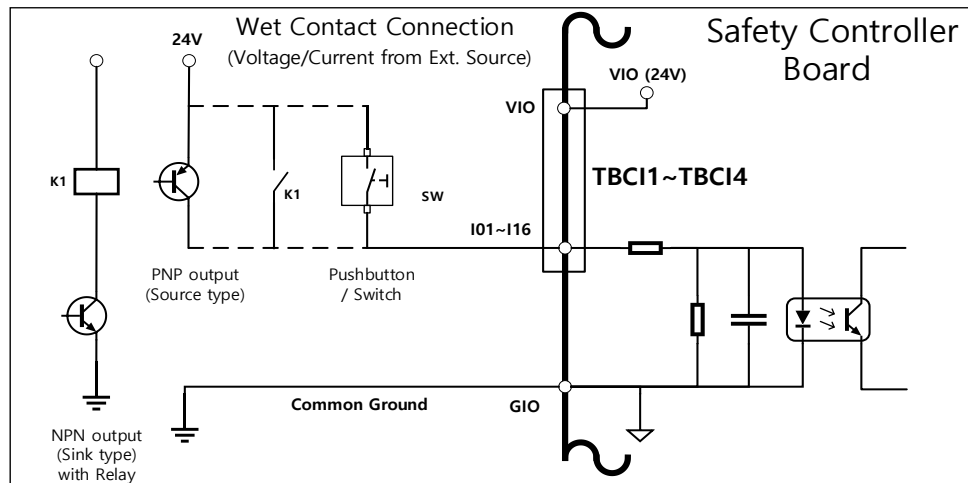 Wet Contact Connection
(Voltage/Current from Ext. Source)
Safety Controller
Board
24V
VIO (24V)
VIO
TBCI1~TBCI4
K1
K1
SW
I01~I16
PNP output
(Source type)
Pushbutton
/ Switch
Common Ground
GIO
NPN output
(Sink type)
with Relay